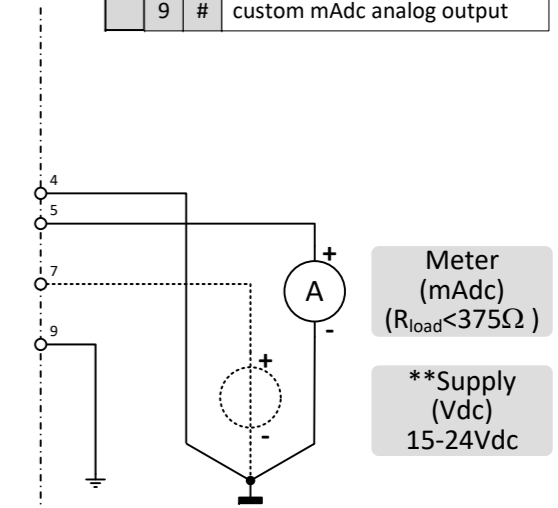 9 # custom mAdc analog output
4
5
7
9
+
A
-
+
-
Meter
(mAdc)
(Rload<375Ω )
**Supply
(Vdc)
15-24Vdc